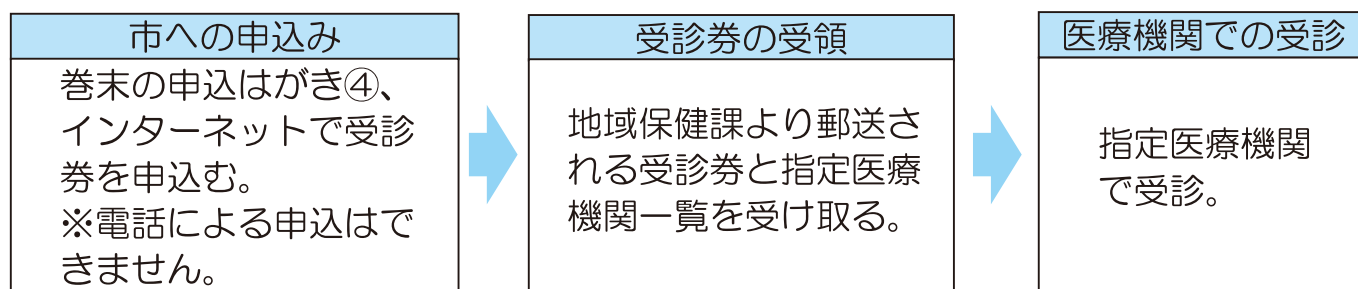 市への申込み
巻末の申込はがき④、
インターネットで受診
券を申込む。
※電話による申込はで
きません。
受診券の受領
地域保健課より郵送さ
れる受診券と指定医療
機関一覧を受け取る。
医療機関での受診
指定医療機関
で受診。